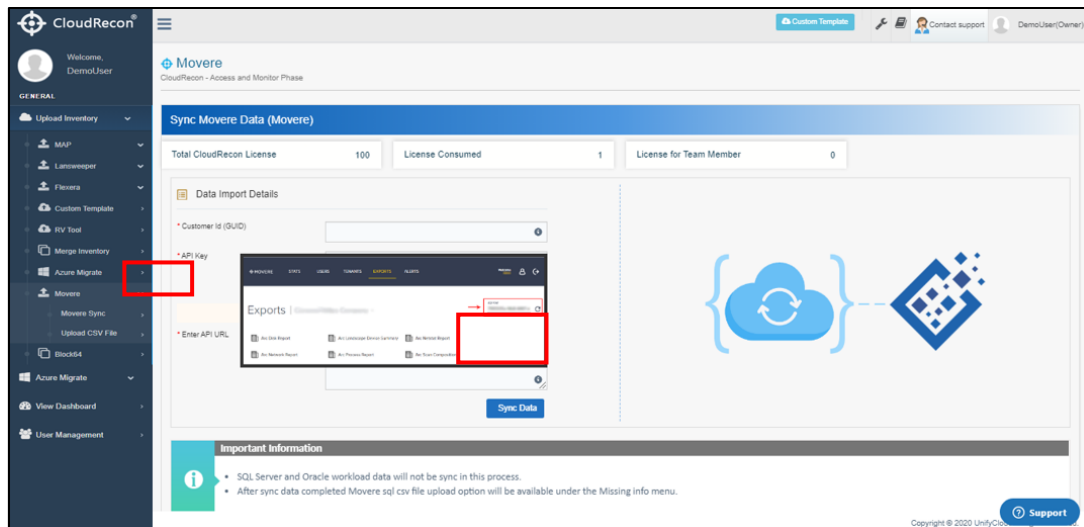 CloudRecon®
Custom Template
Contact support
DemoUser(Owner)
Welcome,
DemoUser
GENERAL
Upload Inventory
MAP
Lansweeper
Flexera
Custom Template
RV Tool
Merge Inventory
Azure Migrate
Movere
Movere Sync
Upload CSV File
Block64
Azure Migrate
View Dashboard
User Management
Movere
CloudRecon - Access and Monitor Phase
Sync Movere Data (Movere)
Total CloudRecon License 100
License Consumed 1
License for Team Member 0
Data Import Details
* Customer Id (GUID)
* API Key
MOVERE STATS USERS TENANTS EXPORTS ALERTS
Exports
Arc Disk Report Arc Landscape Device Summary Arc Related Report
Arc Network Report Arc Process Report Arc Scan Composition
* Enter API URL
Sync Data
Important Information
SQL Server and Oracle workload data will not be sync in this process.
After sync data completed Movere sql csv file upload option will be available under the Missing info menu.
Support
Copyright © 2020